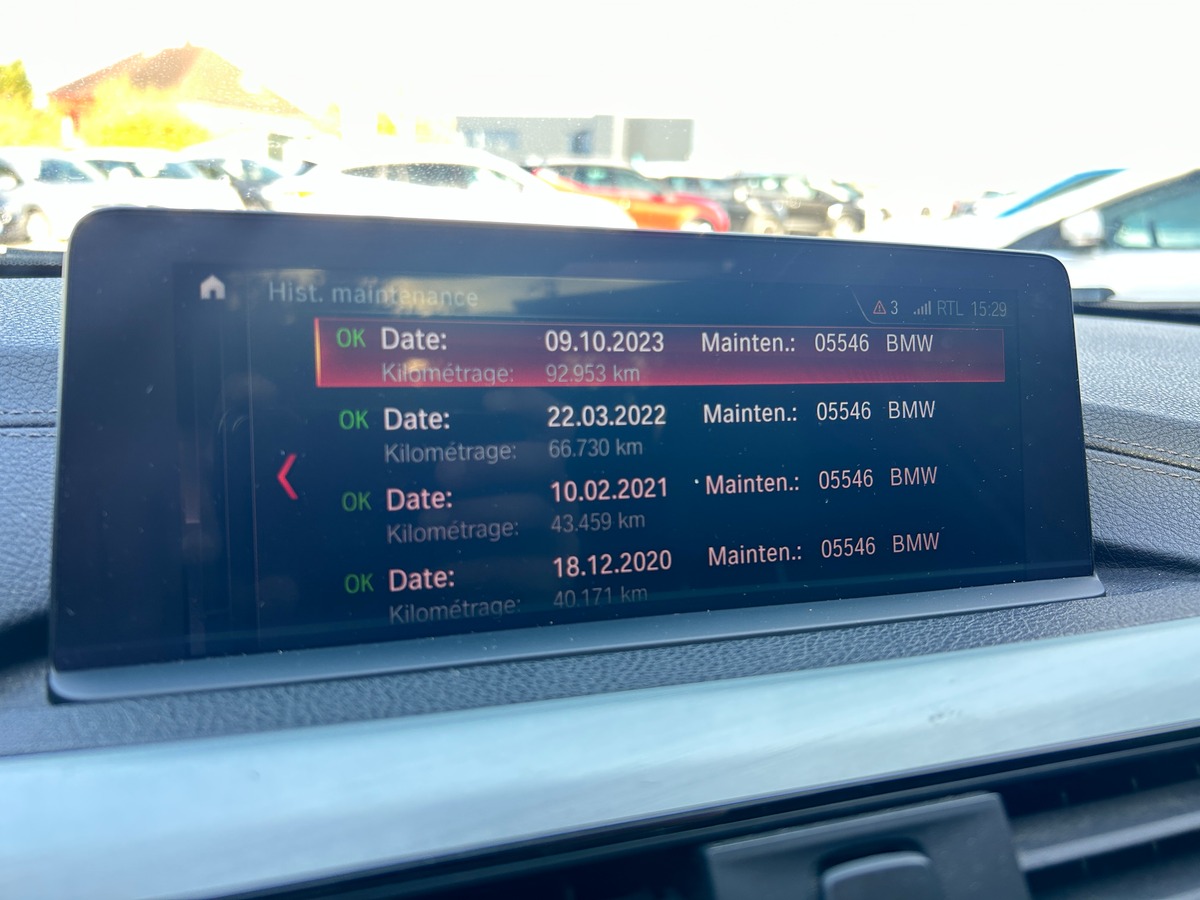 Hist. maintenance
3 RTL 15:29
OK Date: 09.10.2023 Mainten.: 05546 BMW
Kilométrage: 92.953 km
OK Date: 22.03.2022 Mainten.: 05546 BMW
Kilométrage: 66.730 km
OK Date: 10.02.2021 Mainten.: 05546 BMW
Kilométrage: 43.459 km
OK Date: 18.12.2020 Mainten.: 05546 BMW
Kilométrage: 40.171 km